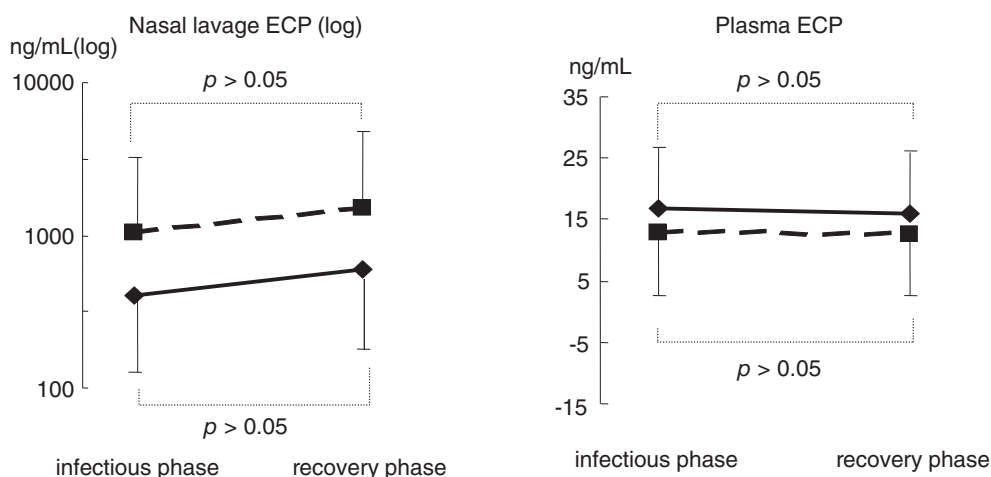 Nasal lavage ECP (log)
ng/mL(log)
10000
1000
100
p > 0.05
p > 0.05
infectious phase recovery phase
Plasma ECP
ng/mL
35
25
15
5
-5
-15
p > 0.05
p > 0.05
infectious phase recovery phase